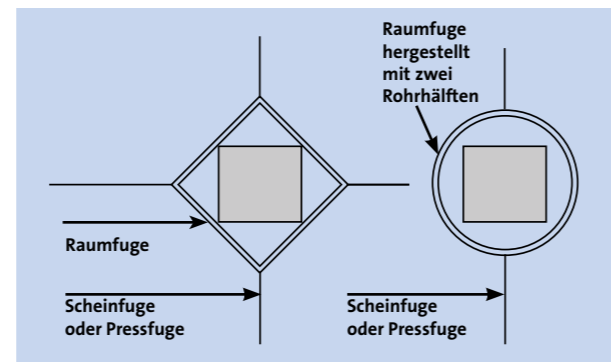 Raumfuge
hergestellt
mit zwei
Rohrhälften
Raumfuge
Scheinfuge
oder Pressfuge
Scheinfuge
oder Pressfuge